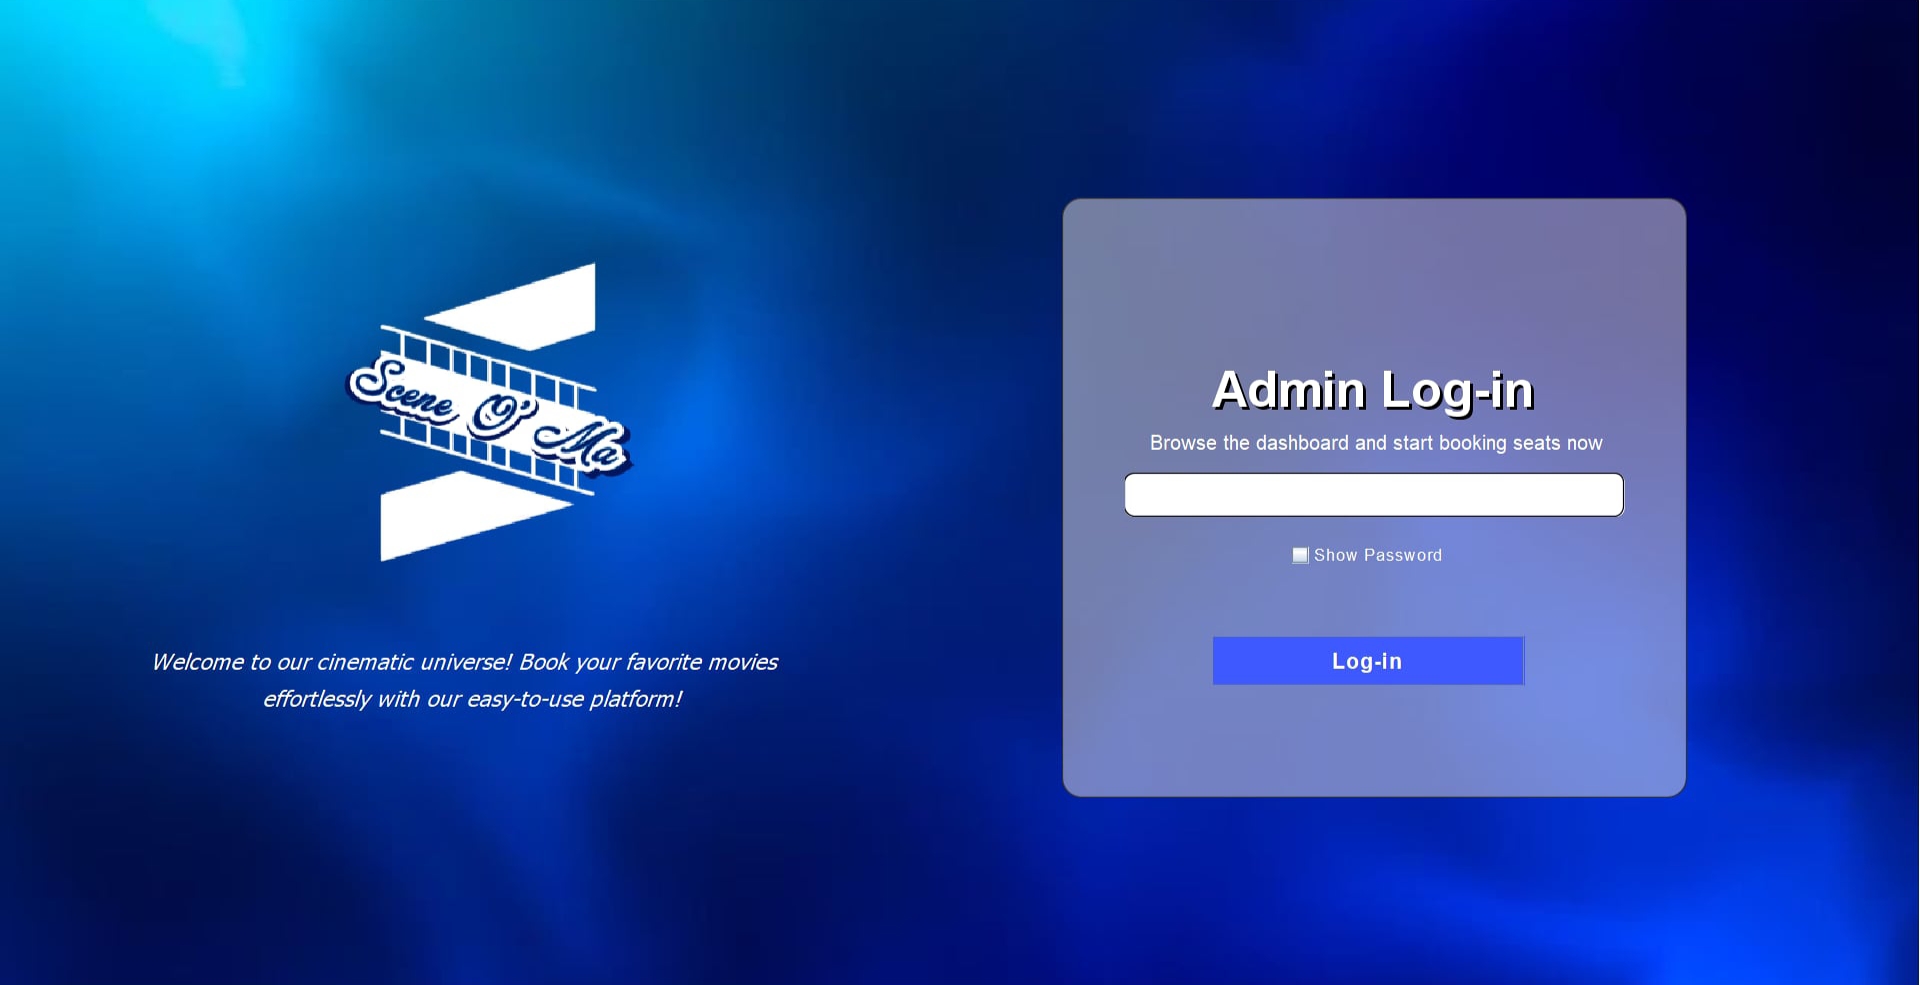 Scene O' Ma
Welcome to our cinematic universe! Book your favorite movies
effortlessly with our easy-to-use platform!
Admin Log-in
Browse the dashboard and start booking seats now
Show Password
Log-in